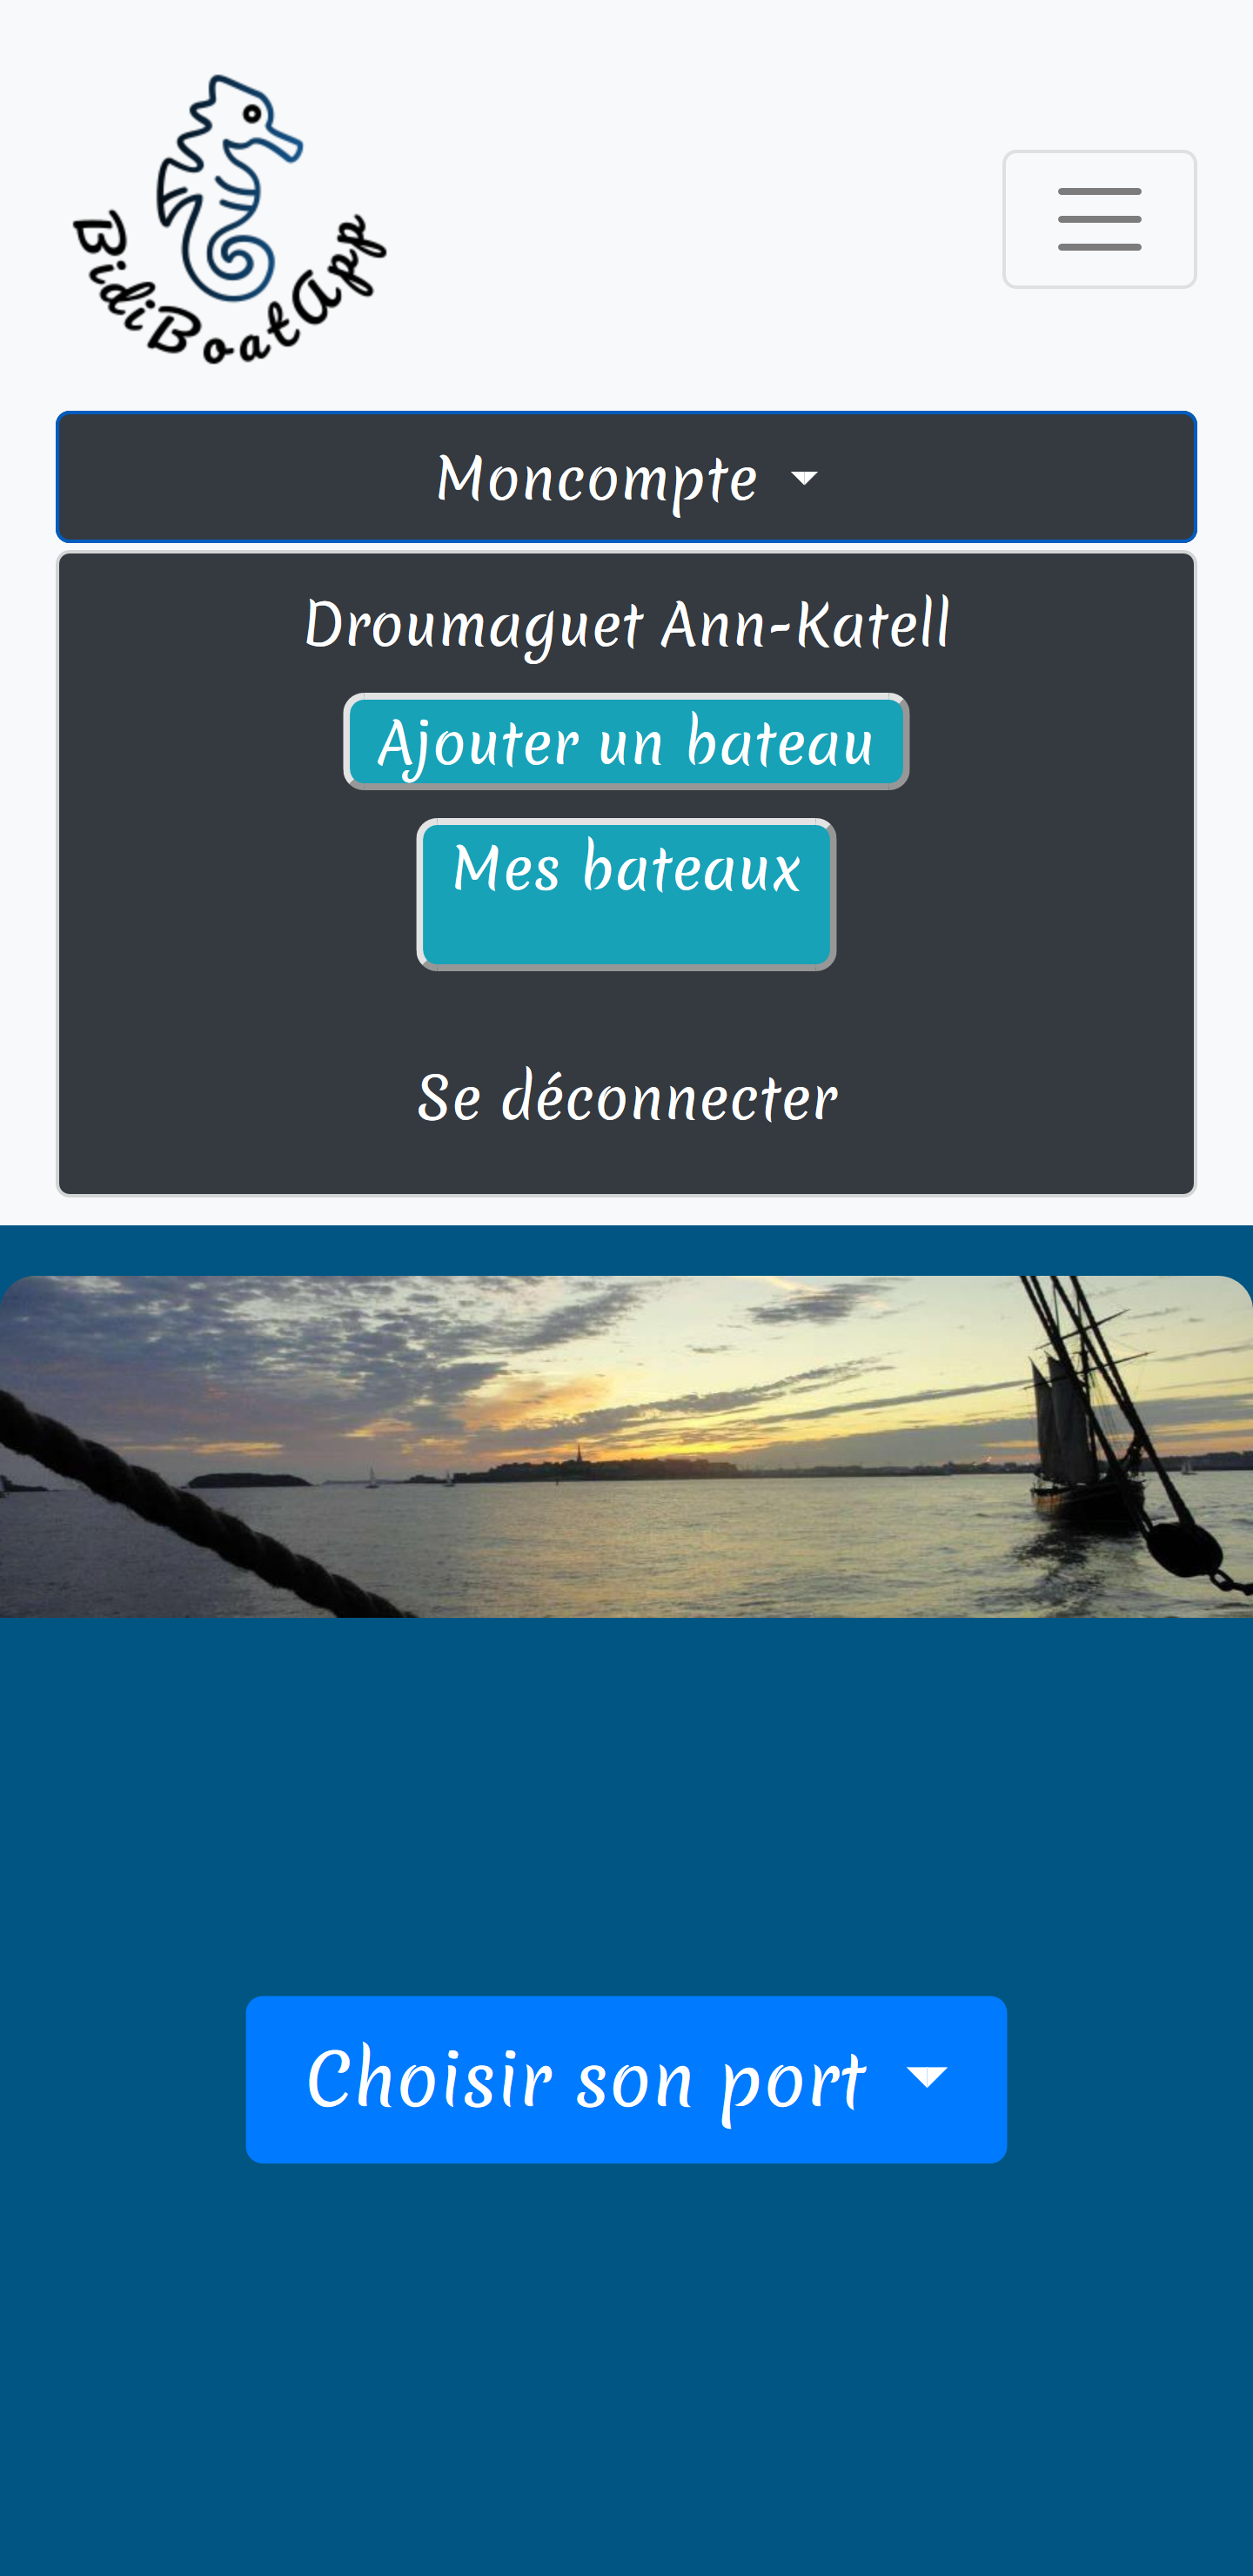 BidiBoatApp
Moncompte
Droumaguet Ann-Katell
Ajouter un bateau
Mes bateaux
Se déconnecter
Choisir son port